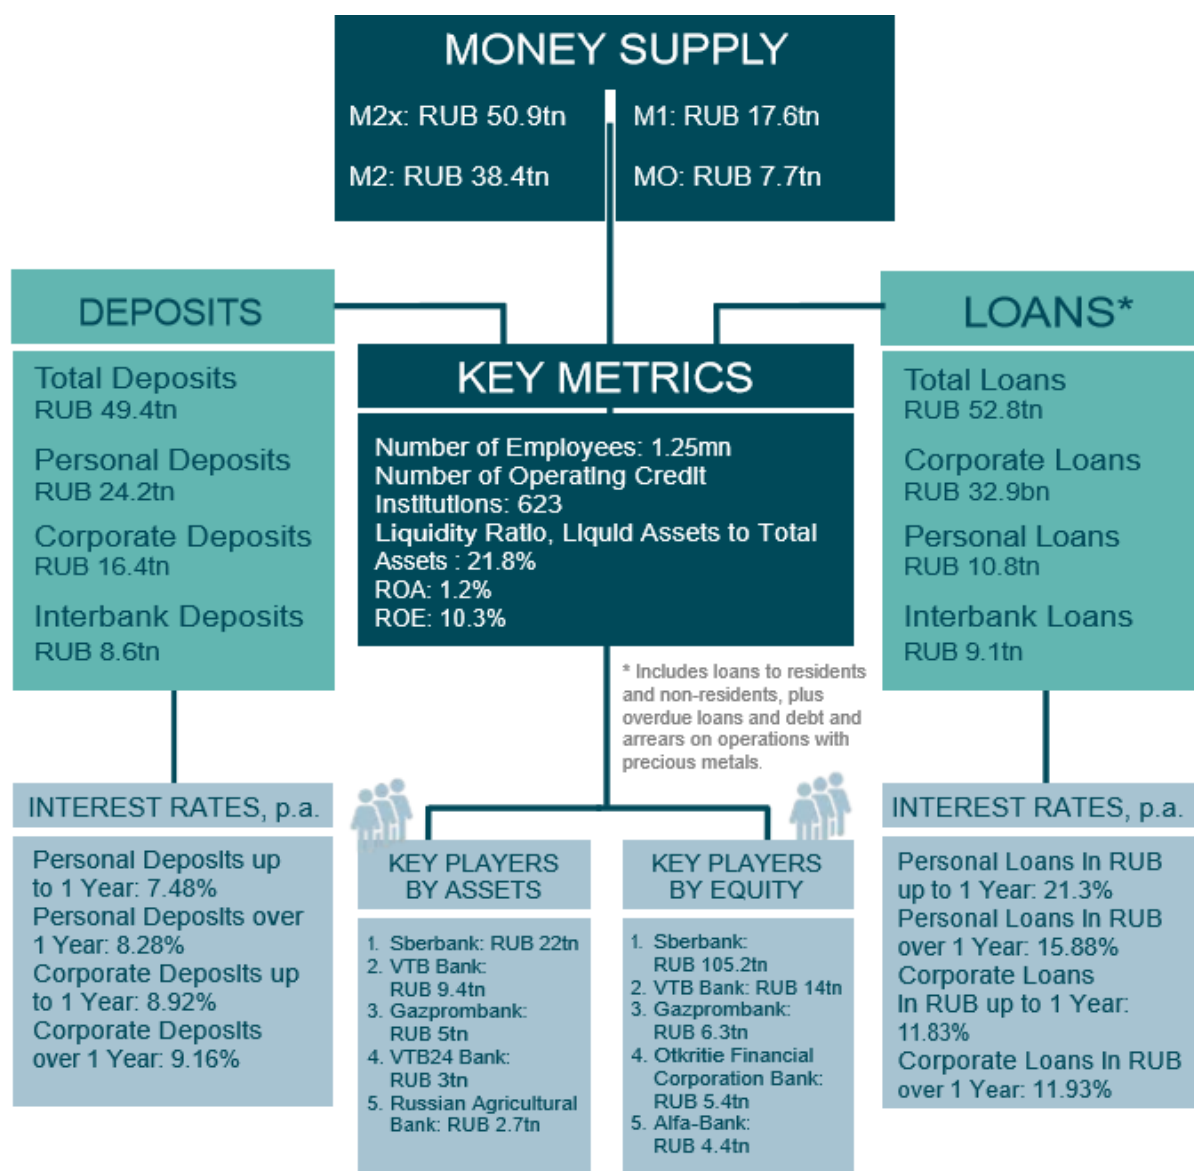 MONEY SUPPLY
M2x: RUB 50.9tn
M2: RUB 38.4tn
M1: RUB 17.6tn
MO: RUB 7.7tn
DEPOSITS
Total Deposits
RUB 49.4tn
Personal Deposits
RUB 24.2tn
Corporate Deposits
RUB 16.4tn
Interbank Deposits
RUB 8.6tn
KEY METRICS
Number of Employees: 1.25mn
Number of Operating Credit
Institutions: 623
Liquidity Ratio, Liquid Assets to Total
Assets : 21.8%
ROA: 1.2%
ROE: 10.3%
LOANS*
Total Loans
RUB 52.8tn
Corporate Loans
RUB 32.9bn
Personal Loans
RUB 10.8tn
Interbank Loans
RUB 9.1tn
* Includes loans to residents
and non-residents, plus
overdue loans and debt and
arrears on operations with
precious metals.
INTEREST RATES, p.a.
Personal Deposits up
to 1 Year: 7.48%
Personal Deposits over
1 Year: 8.28%
Corporate Deposits up
to 1 Year: 8.92%
Corporate Deposits
over 1 Year: 9.16%
KEY PLAYERS
BY ASSETS
1. Sberbank: RUB 22tn
2. VTB Bank:
RUB 9.4tn
3. Gazprombank:
RUB 5tn
4. VTB24 Bank:
RUB 3tn
5. Russian Agricultural
Bank: RUB 2.7tn
KEY PLAYERS
BY EQUITY
1. Sberbank:
RUB 105.2tn
2. VTB Bank: RUB 14tn
3. Gazprombank:
RUB 6.3tn
4. Otkritie Financial
Corporation Bank:
RUB 5.4tn
5. Alfa-Bank:
RUB 4.4tn
INTEREST RATES, p.a.
Personal Loans In RUB
up to 1 Year: 21.3%
Personal Loans In RUB
over 1 Year: 15.88%
Corporate Loans
In RUB up to 1 Year:
11.83%
Corporate Loans In RUB
over 1 Year: 11.93%